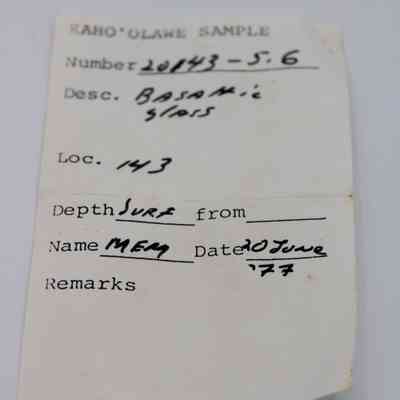 KAHO'OLAWE SAMPLE
Number 20143-5.6
Desc. BASALTIC
glass
Loc. 143
Depth SURF from
Name MEM Date 20 June
'77
Remarks